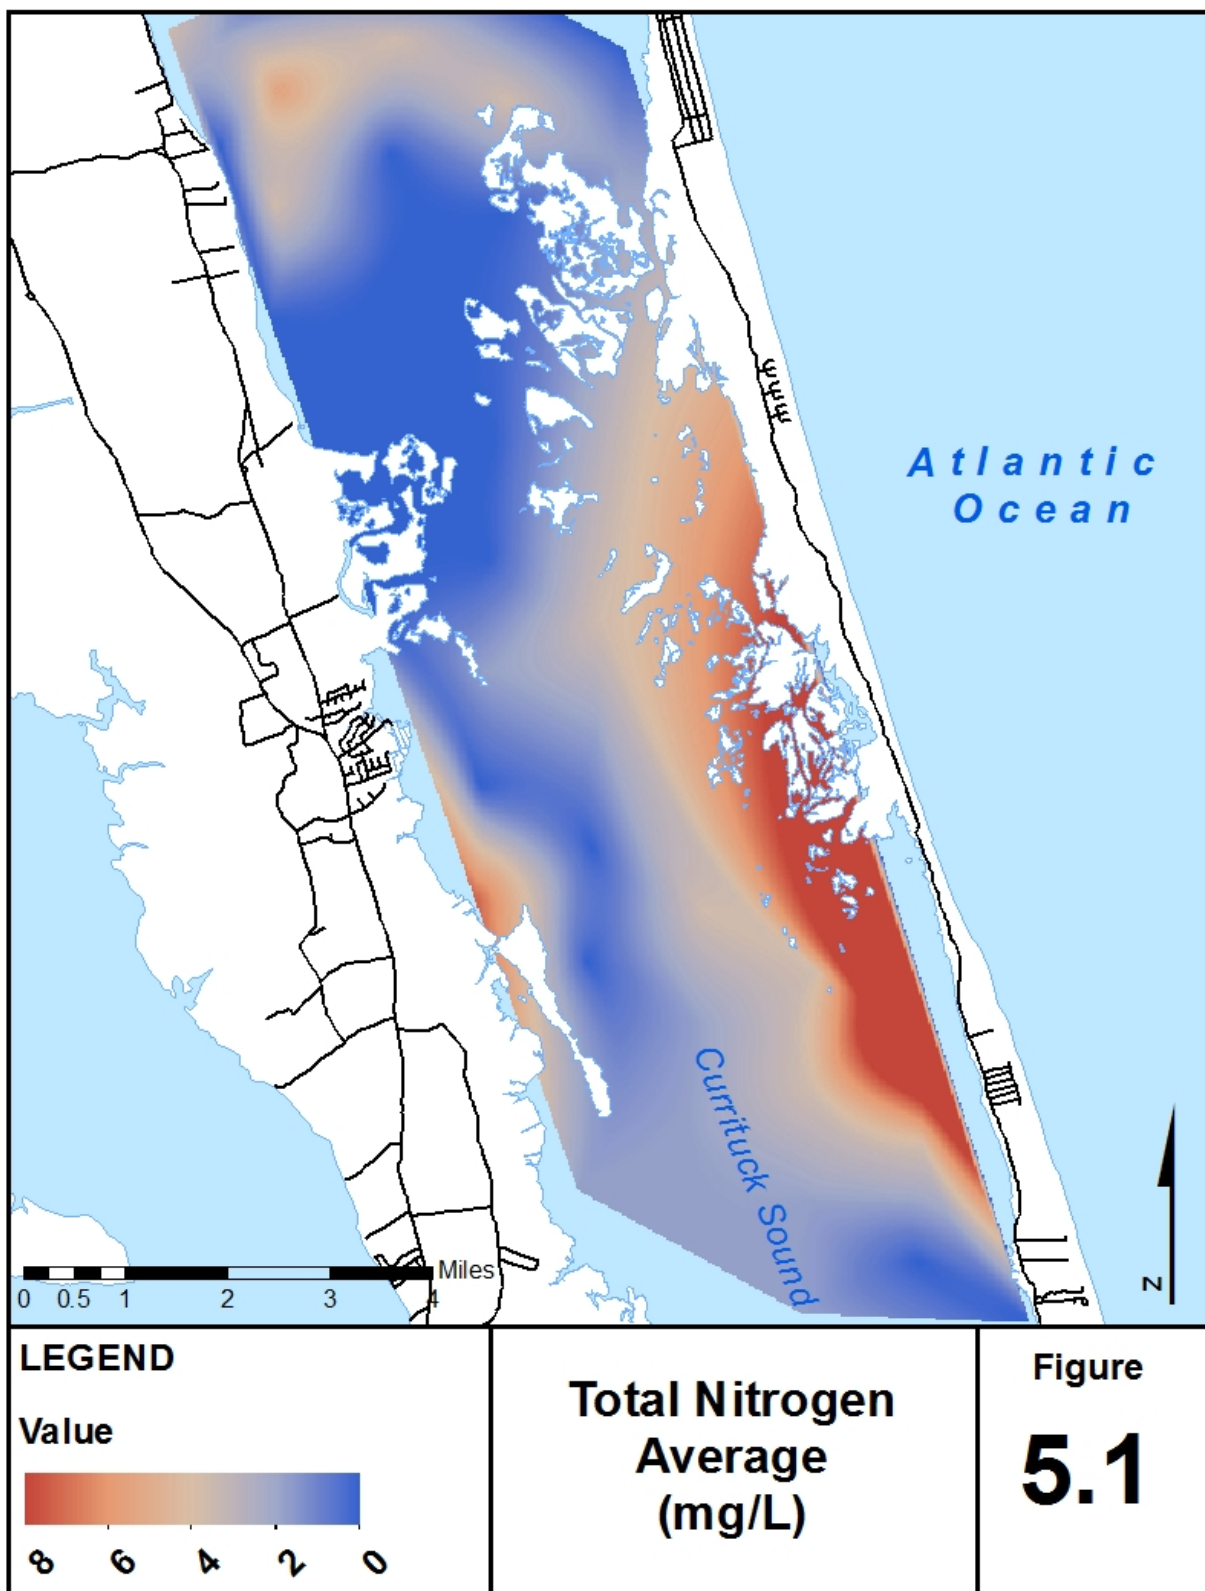 Atlantic
Ocean
Currituck Sound
Miles
0 0.5 1 2 3 4
N
LEGEND
Value
8 6 4 2 0
Total Nitrogen
Average
(mg/L)
Figure
5.1